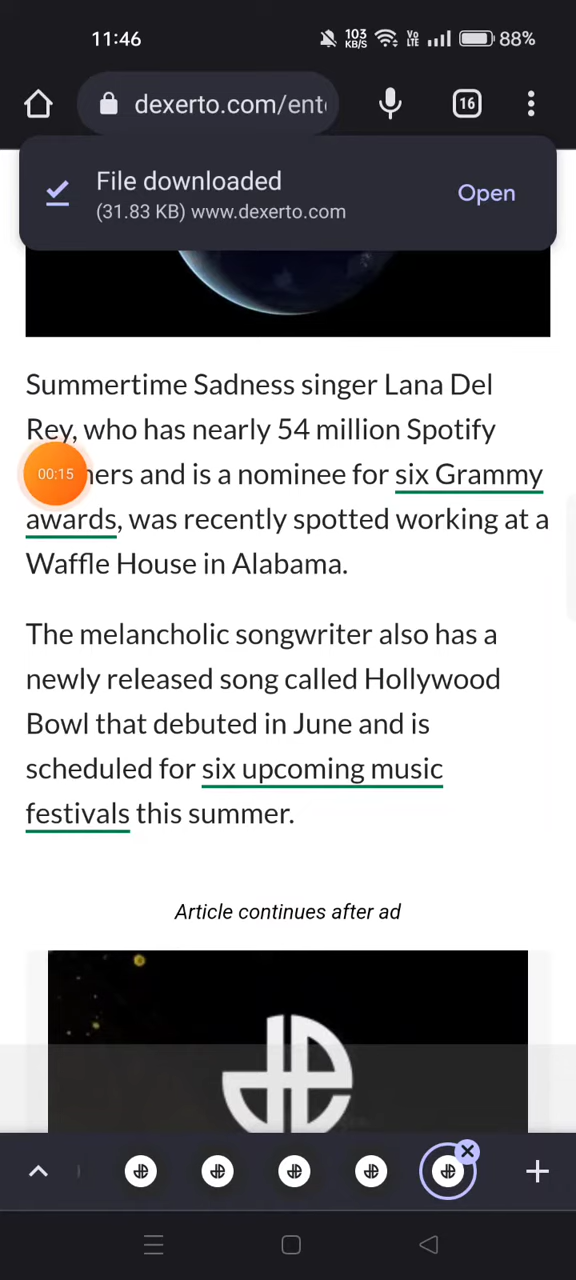 11:46
103
KB/S
Vo
LTE
88%
dexerto.com/ent
16
File downloaded
(31.83 KB) www.dexerto.com
Open
Summertime Sadness singer Lana Del
Rey, who has nearly 54 million Spotify
00:15
ners and is a nominee for six Grammy
awards, was recently spotted working at a
Waffle House in Alabama.
The melancholic songwriter also has a
newly released song called Hollywood
Bowl that debuted in June and is
scheduled for six upcoming music
festivals this summer.
Article continues after ad